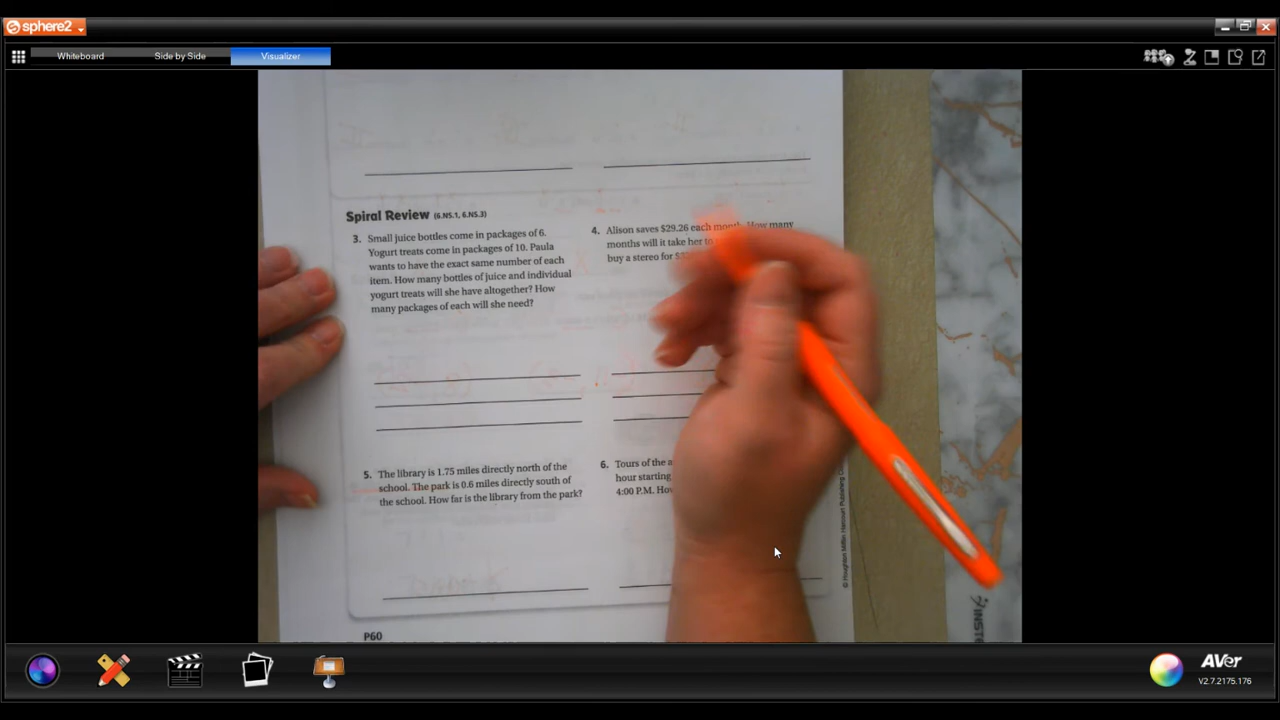 sphere2
Whiteboard
Side by Side
Visualizer
Spiral Review (6.NS.1, 6.NS.3)
3. Small juice bottles come in packages of 6.
Yogurt treats come in packages of 10. Paula
wants to have the exact same number of each
item. How many bottles of juice and individual
yogurt treats will she have altogether? How
many packages of each will she need?
4. Alison saves $29.26 each month. How many
months will it take her to
buy a stereo for
5. The library is 1.75 miles directly north of the
school. The park is 0.6 miles directly south of
the school. How far is the library from the park?
6. Tours of the
hour starting
4:00 P.M.
© Houghton Mifflin Harcourt Publishing
P60
INSTE
AVer
V2.7.2175.176